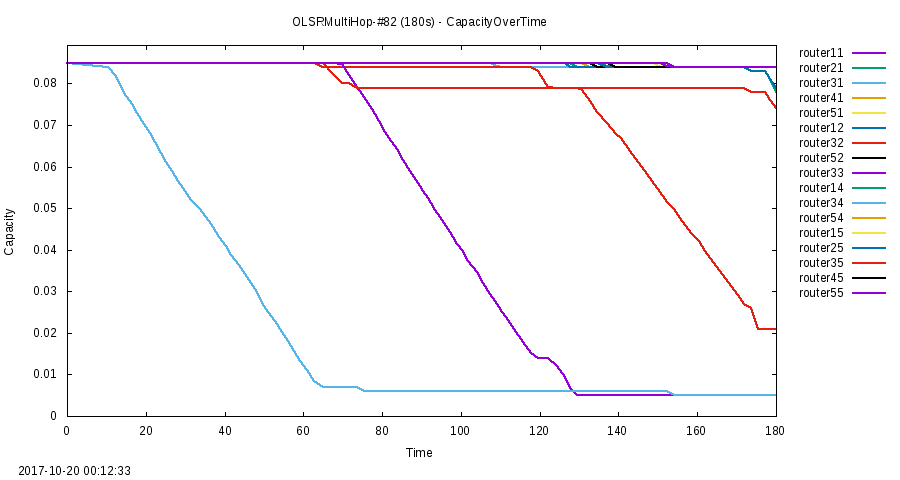 OLSRMultiHop-#82 (180s) - CapacityOverTime
router11
router21
router31
router41
router51
router12
router32
router52
router33
router14
router34
router54
router15
router25
router35
router45
router55
0.08
0.07
0.06
0.05
0.04
0.03
0.02
0.01
0
Capacity
0 20 40 60 80 100 120 140 160 180
Time
2017-10-20 00:12:33